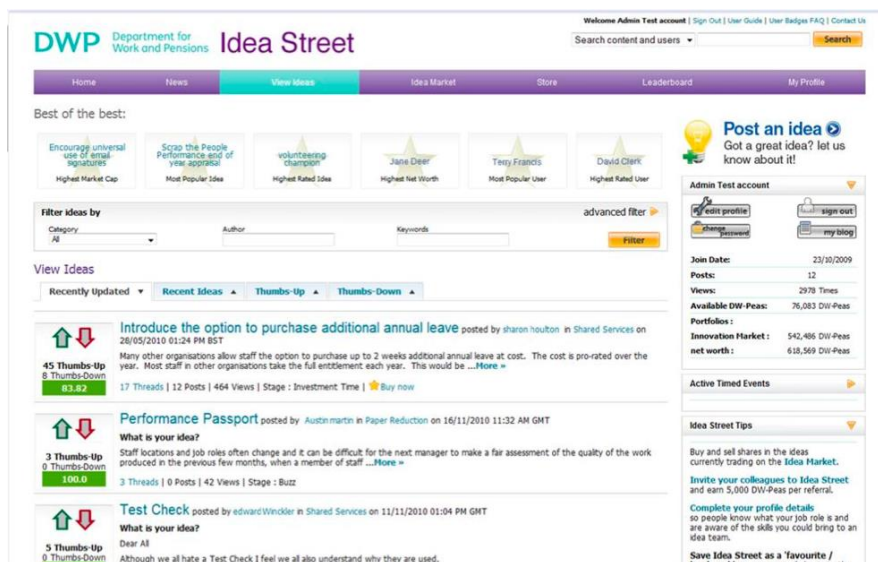 Welcome Admin Test account | Sign Out | User Guide | User Badges FAQ | Contact Us
DWP Department for Work and Pensions Idea Street
Search content and users
Search
Home News View Ideas Idea Market Store Leaderboard My Profile
Best of the best:
Encourage universal use of email signatures
Highest Market Cap
Scrap the People Performance end of year appraisal
Most Popular Idea
volunteering champion
Highest Rated Idea
Jane Deer
Highest Net Worth
Terry Francis
Most Popular User
David Clerk
Highest Rated User
Filter ideas by
advanced filter
Category Author Keywords
All
Filter
View Ideas
Recently Updated Recent Ideas Thumbs-Up Thumbs-Down
Introduce the option to purchase additional annual leave posted by sharon houlton in Shared Services on
28/05/2010 01:24 PM BST
Many other organisations allow staff the option to purchase up to 2 weeks additional annual leave at cost. The cost is pro-rated over the
year. Most staff in other organisations take the full entitlement each year. This would be ...More »
45 Thumbs-Up
8 Thumbs-Down
83.82
17 Threads | 12 Posts | 464 Views | Stage : Investment Time | Buy now
Performance Passport posted by Austinmartin in Paper Reduction on 16/11/2010 11:32 AM GMT
What is your idea?
Staff locations and job roles often change and it can be difficult for the next manager to make a fair assessment of the quality of the work
produced in the previous few months, when a member of staff ...More »
3 Thumbs-Up
0 Thumbs-Down
100.0
3 Threads | 0 Posts | 42 Views | Stage : Buzz
Test Check posted by edwardWinckler in Shared Services on 11/11/2010 01:04 PM GMT
What is your idea?
Dear All
5 Thumbs-Up
0 Thumbs-Down
Although we all hate a Test Check I feel we all also understand why they are used.
Post an idea
Got a great idea? let us
know about it!
Admin Test account
edit profile
sign out
change password
my blog
Join Date: 23/10/2009
Posts: 12
Views: 2978 Times
Available DW-Peas: 76,083 DW-Peas
Portfolios :
Innovation Market : 542,486 DW-Peas
net worth : 618,569 DW-Peas
Active Timed Events
Idea Street Tips
Buy and sell shares in the ideas
currently trading on the Idea Market.
Invite your colleagues to Idea Street
and earn 5,000 DW-Peas per referral.
Complete your profile details
so people know what your job role is and
are aware of the skills you could bring to an
idea team.
Save Idea Street as a 'favourite /